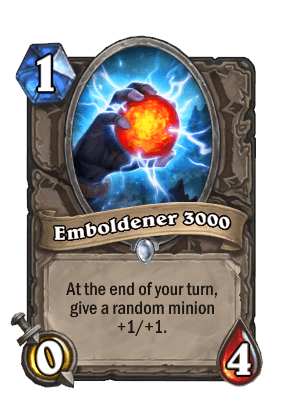 1
Emboldener 3000
At the end of your turn,
give a random minion
+1/+1.
0
4